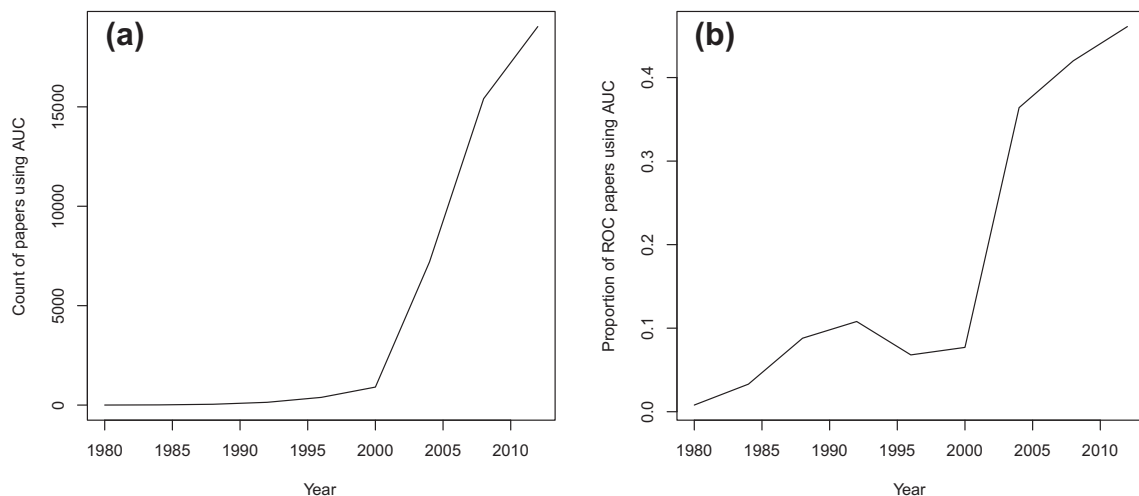 (a)
Count of papers using AUC
15000
10000
5000
0
1980 1985 1990 1995 2000 2005 2010
Year
(b)
Proportion of ROC papers using AUC
0.4
0.3
0.2
0.1
0.0
1980 1985 1990 1995 2000 2005 2010
Year